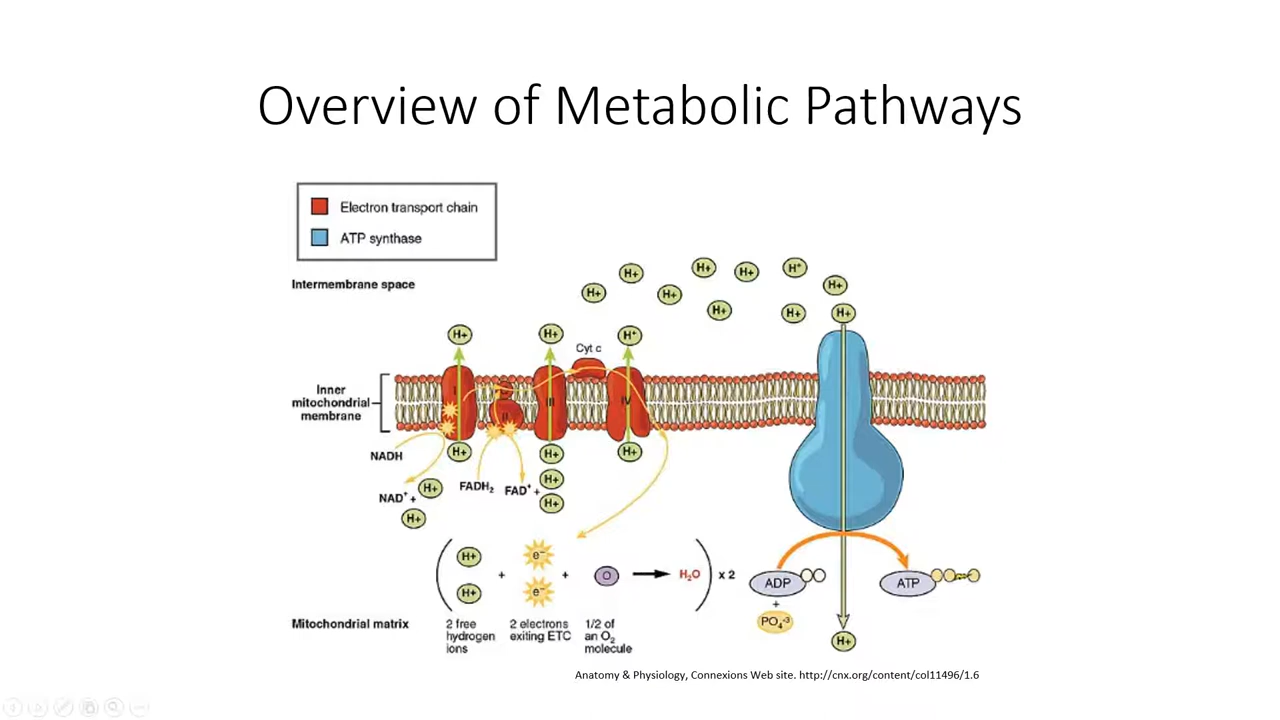 Overview of Metabolic Pathways
Electron transport chain
ATP synthase
Intermembrane space
H+ H+ H+ H⁺ H+
H+ H+ H+ H+ H+
H+ H+ H⁺
Cyt c
I II III IV
Inner
mitochondrial
membrane
H+ H+ H+
NADH
H+
FADH₂ FAD⁺ +
NAD⁺ + H+
H+
H+
H+ e⁻
+ + O H₂O x 2
H+ e⁻
ADP ATP
+
PO₄⁻³
Mitochondrial matrix
2 free
hydrogen
ions
2 electrons
exiting ETC
1/2 of
an O₂
molecule
H+
Anatomy & Physiology, Connexions Web site. http://cnx.org/content/col11496/1.6